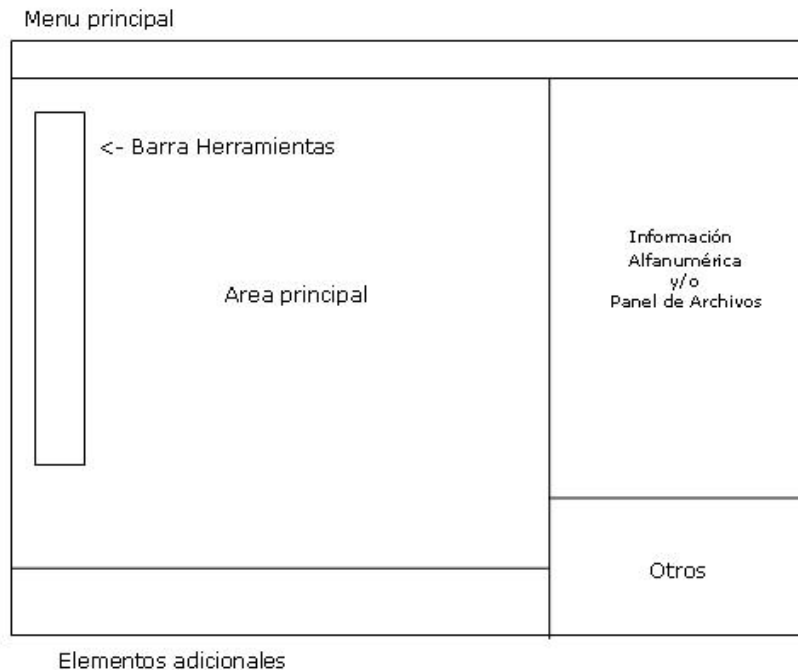 Menu principal
<- Barra Herramientas
Area principal
Información
Alfanumérica
y/o
Panel de Archivos
Otros
Elementos adicionales